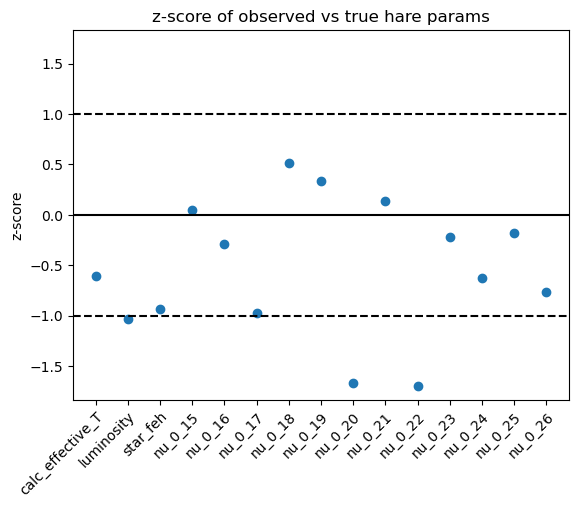 z-score of observed vs true hare params
1.5
1.0
0.5
0.0
−0.5
−1.0
−1.5
z-score
calc_effective_T
luminosity
star_feh
nu_0_15
nu_0_16
nu_0_17
nu_0_18
nu_0_19
nu_0_20
nu_0_21
nu_0_22
nu_0_23
nu_0_24
nu_0_25
nu_0_26